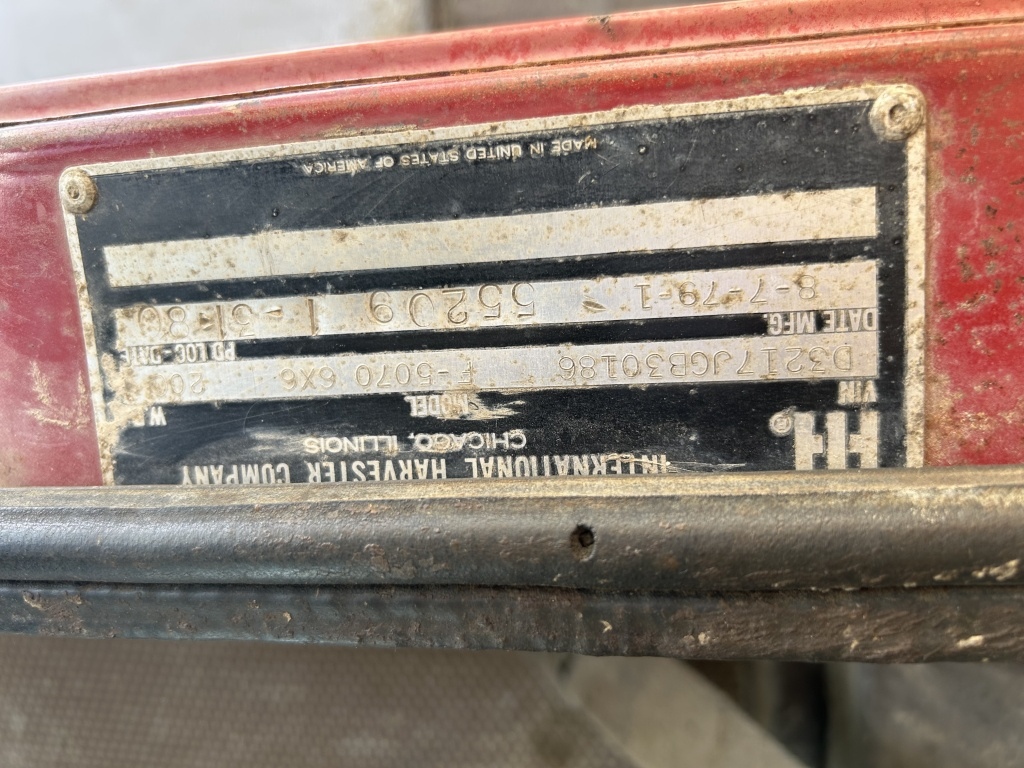 IH®
INTERNATIONAL HARVESTER COMPANY
CHICAGO, ILLINOIS
VIN MODEL W.B.
D3217JGB30186 F-5070 6X6 20
DATE MFG. PD LOC-DATE
8-7-79-1 55209 1-31-80
MADE IN UNITED STATES OF AMERICA